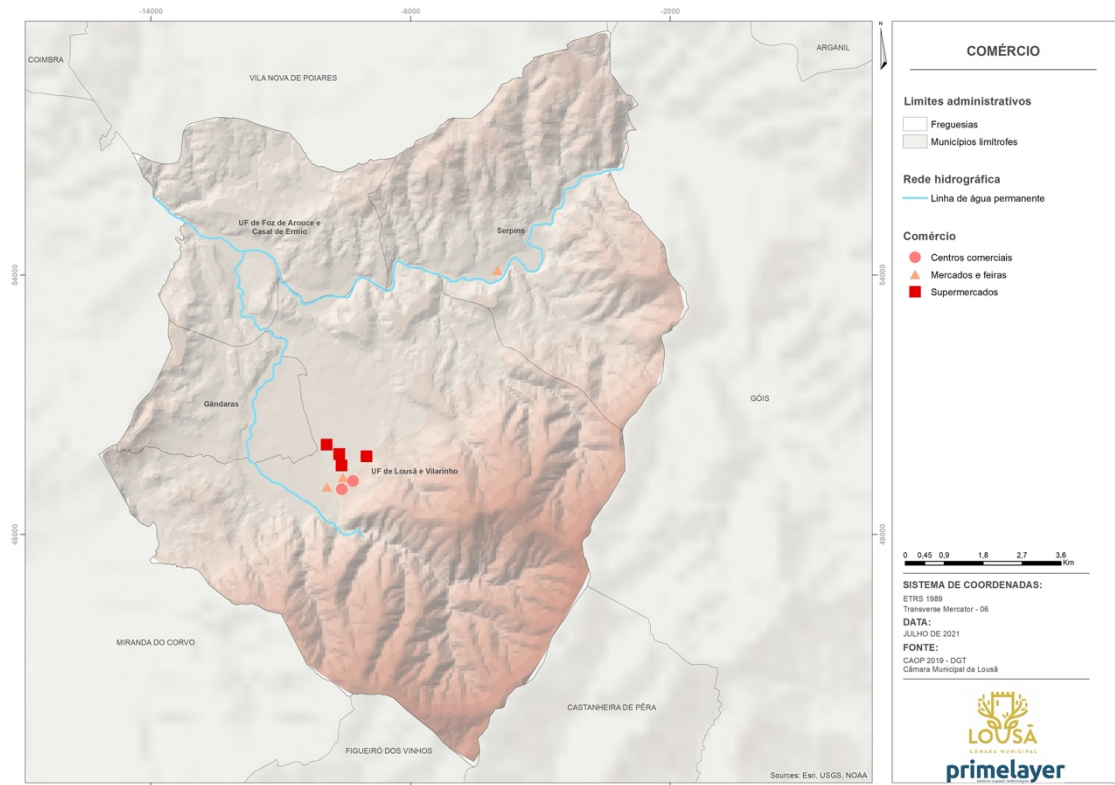 -14000
-8000
-2000
COIMBRA
VILA NOVA DE POIARES
ARGANIL
UF de Foz de Arouce e
Casal de Ermio
Serpins
54000
54000
Gândaras
GÓIS
UF de Lousã e Vilarinho
48000
48000
MIRANDA DO CORVO
CASTANHEIRA DE PÊRA
FIGUEIRÓ DOS VINHOS
Sources: Esri, USGS, NOAA
N
COMÉRCIO
Limites administrativos
Freguesias
Municípios limítrofes
Rede hidrográfica
Linha de água permanente
Comércio
Centros comerciais
Mercados e feiras
Supermercados
0 0,45 0,9 1,8 2,7 3,6
Km
SISTEMA DE COORDENADAS:
ETRS 1989
Transverse Mercator - 06
DATA:
JULHO DE 2021
FONTE:
CAOP 2019 - DGT
Câmara Municipal da Lousã
LOUSÃ
CÂMARA MUNICIPAL
primelayer